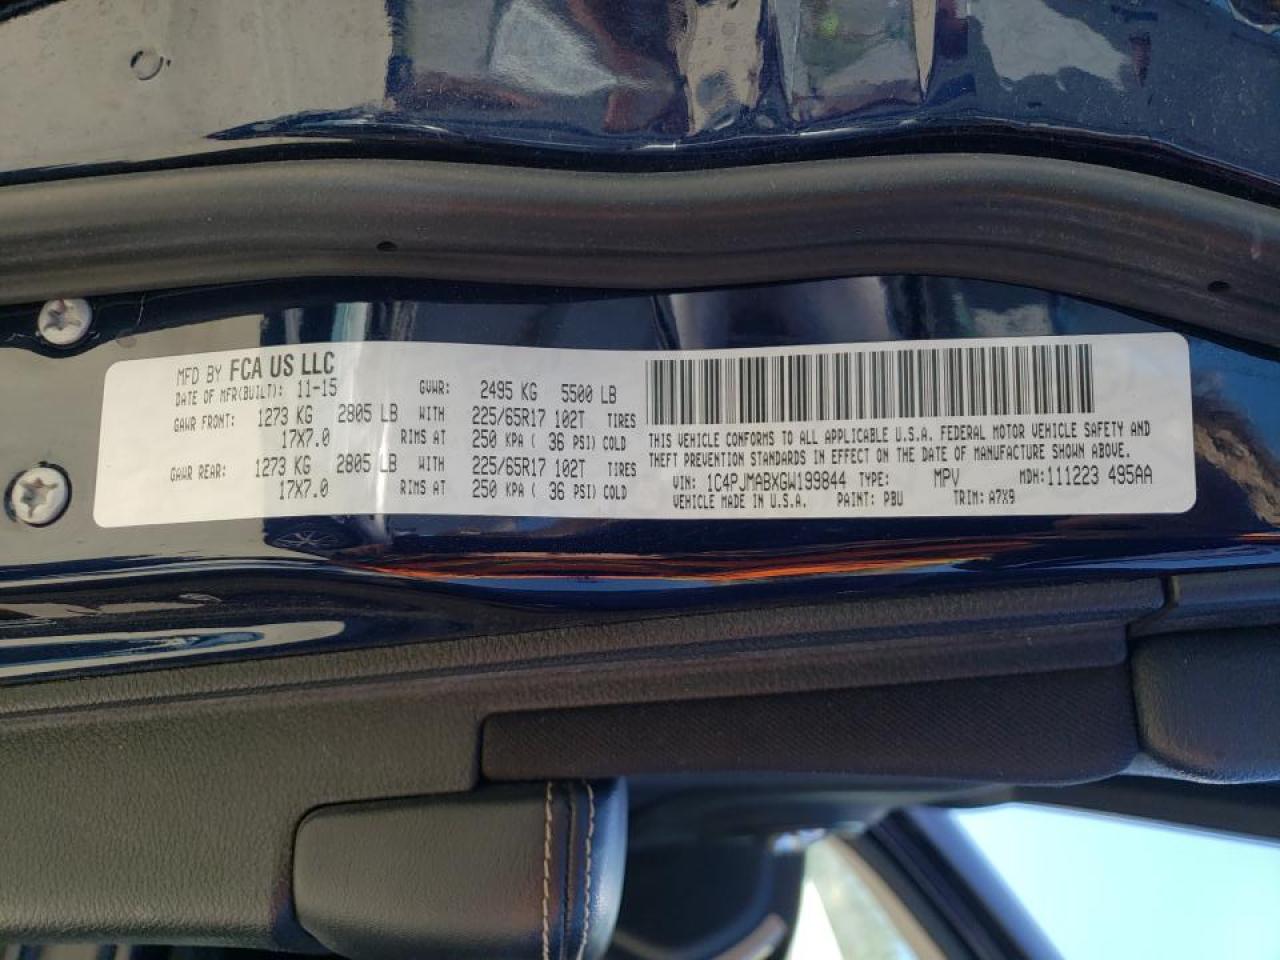 MFD BY FCA US LLC
DATE OF MFR(BUILT): 11-15 GVWR: 2495 KG 5500 LB
GAWR FRONT: 1273 KG 2805 LB WITH 225/65R17 102T TIRES
17X7.0 RIMS AT 250 KPA ( 36 PSI) COLD
GAWR REAR: 1273 KG 2805 LB WITH 225/65R17 102T TIRES
17X7.0 RIMS AT 250 KPA ( 36 PSI) COLD
THIS VEHICLE CONFORMS TO ALL APPLICABLE U.S.A. FEDERAL MOTOR VEHICLE SAFETY AND
THEFT PREVENTION STANDARDS IN EFFECT ON THE DATE OF MANUFACTURE SHOWN ABOVE.
VIN: 1C4PJMABXGW199844 TYPE: MPV MDH: 111223 495AA
VEHICLE MADE IN U.S.A. PAINT: PBU TRIM: A7X9